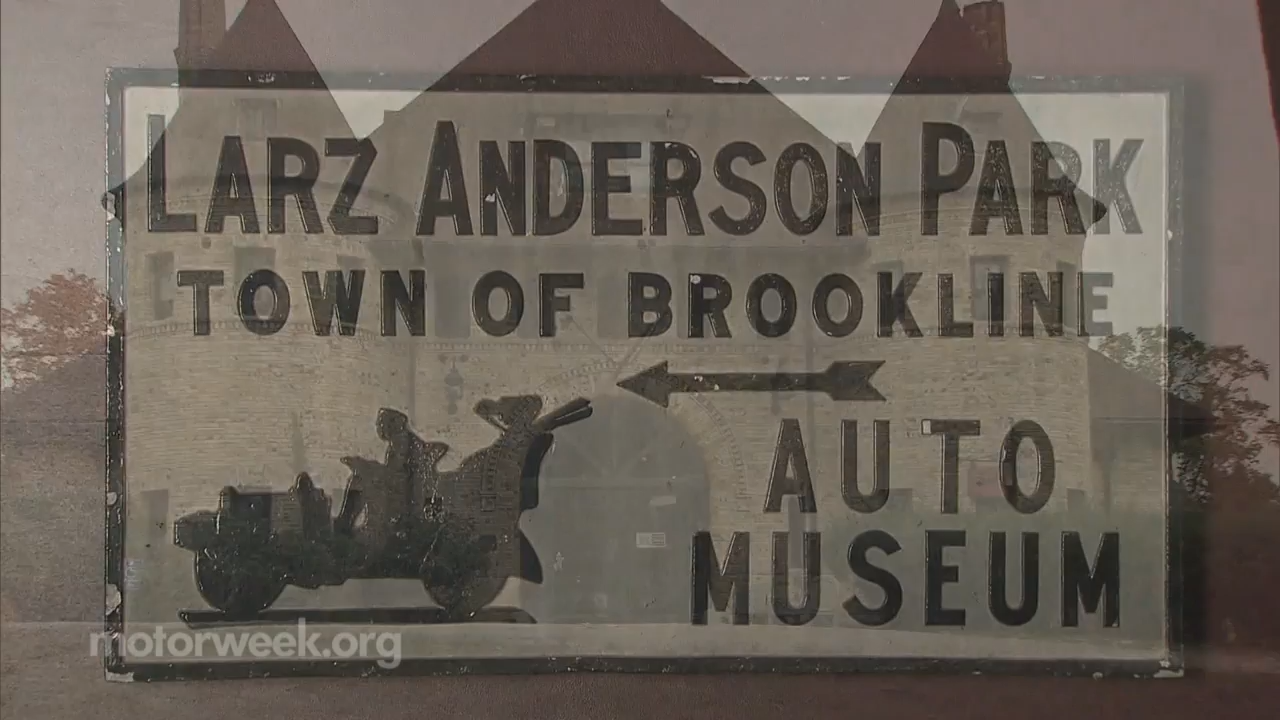 LARZ ANDERSON PARK
TOWN OF BROOKLINE
AUTO
MUSEUM
motorweek.org